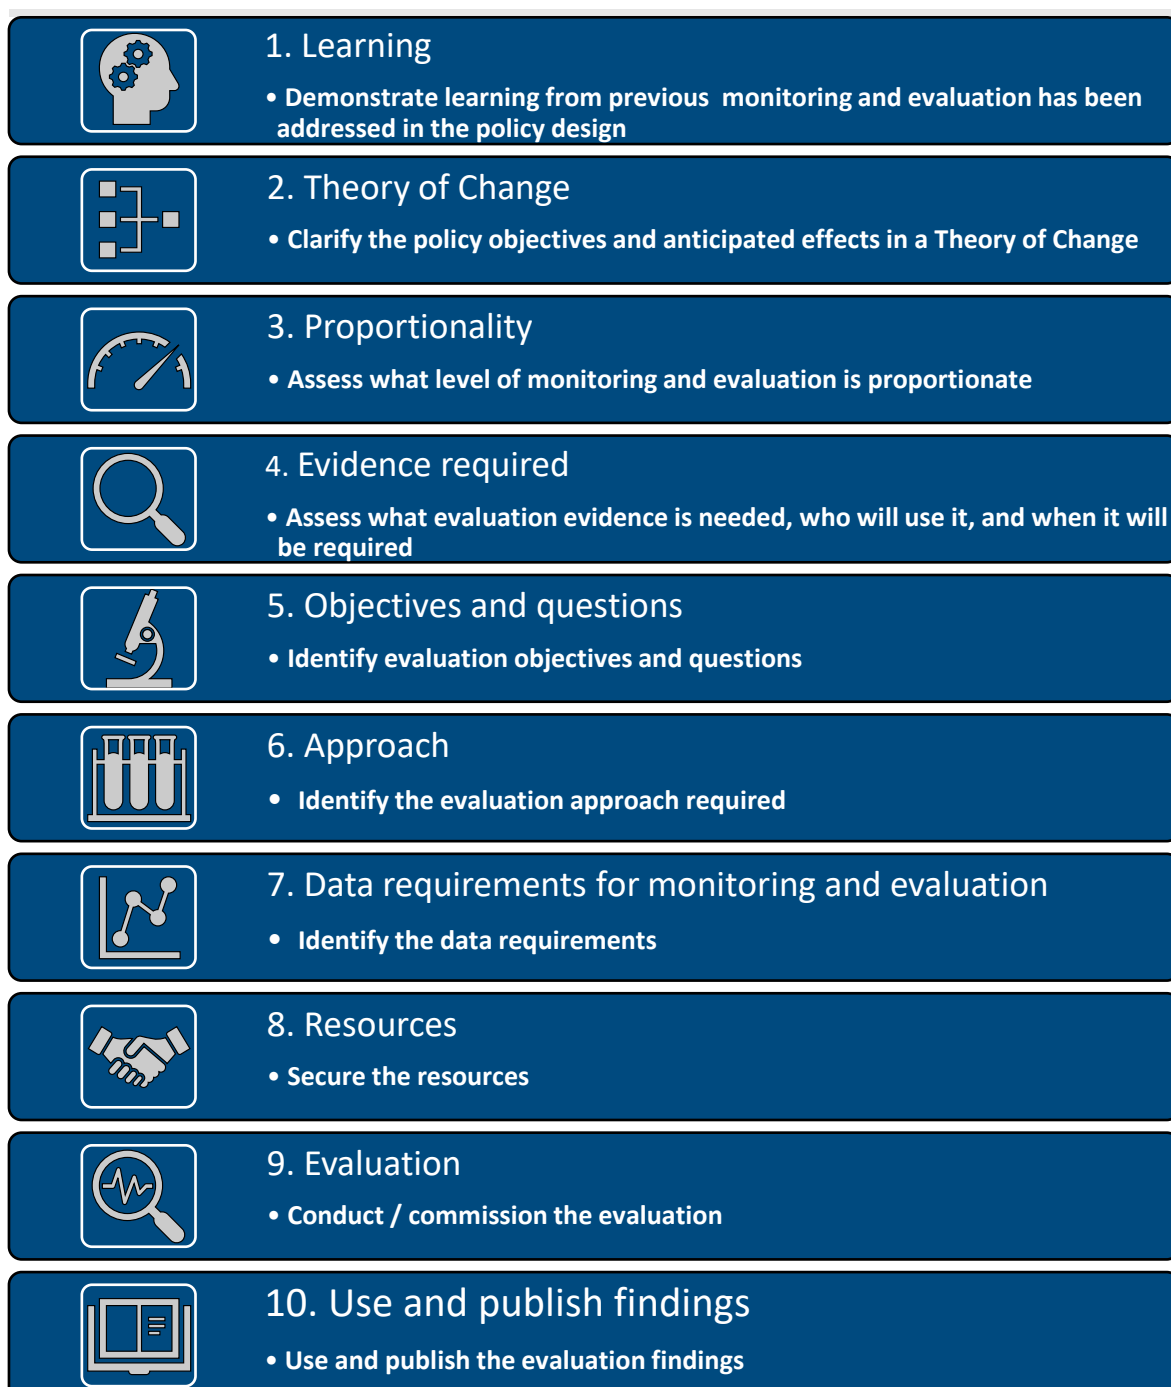 1. Learning
• Demonstrate learning from previous monitoring and evaluation has been
addressed in the policy design
2. Theory of Change
• Clarify the policy objectives and anticipated effects in a Theory of Change
3. Proportionality
• Assess what level of monitoring and evaluation is proportionate
4. Evidence required
• Assess what evaluation evidence is needed, who will use it, and when it will
be required
5. Objectives and questions
• Identify evaluation objectives and questions
6. Approach
• Identify the evaluation approach required
7. Data requirements for monitoring and evaluation
• Identify the data requirements
8. Resources
• Secure the resources
9. Evaluation
• Conduct / commission the evaluation
10. Use and publish findings
• Use and publish the evaluation findings